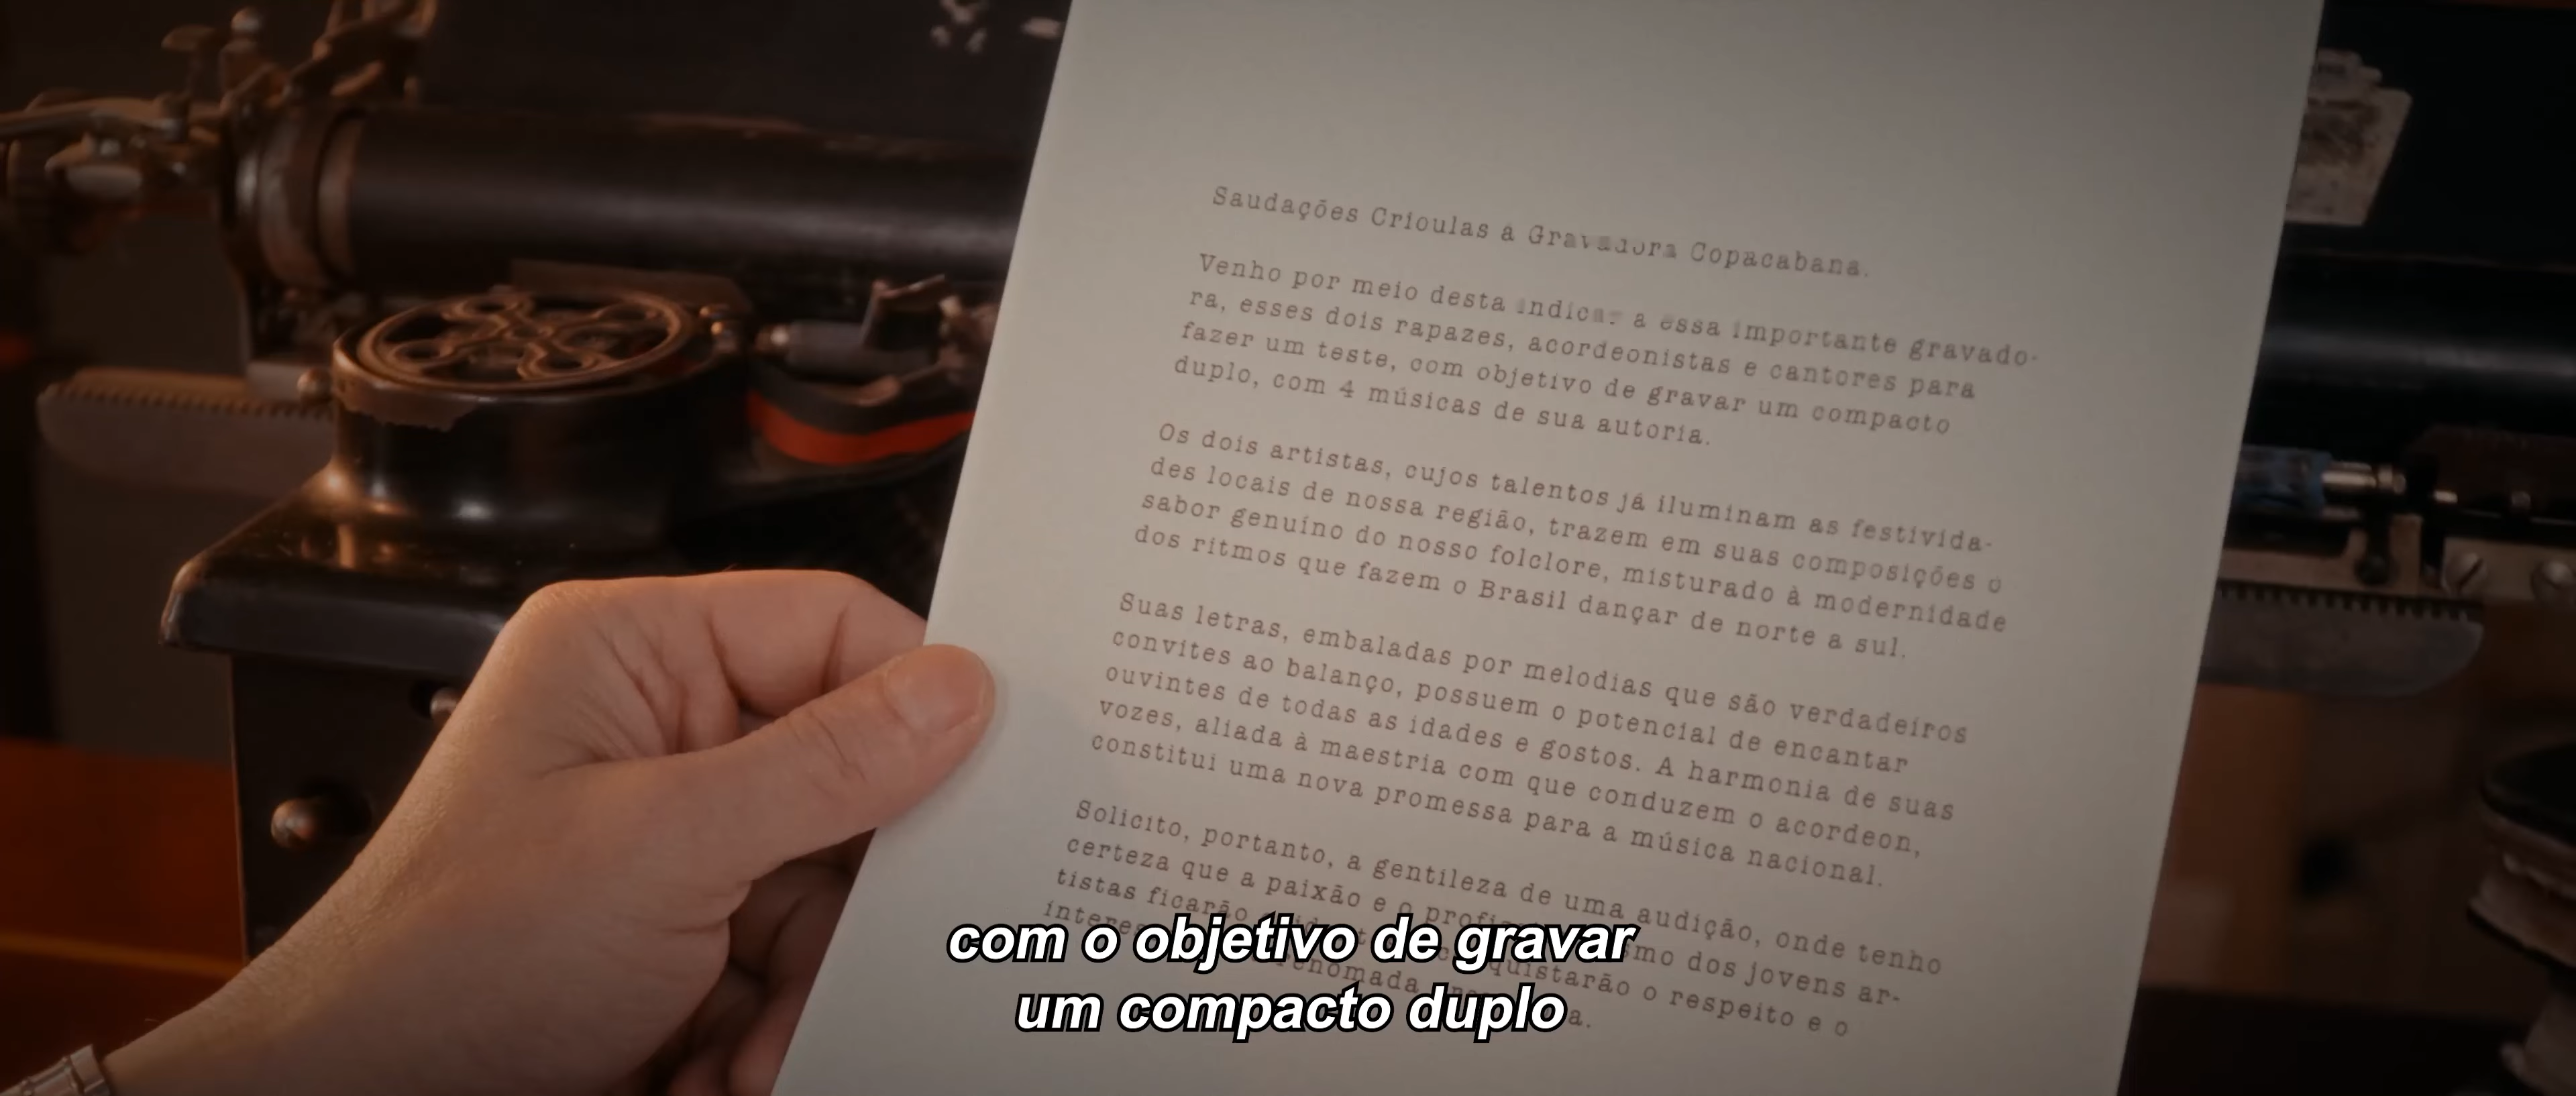 Saudações Crioulas a Gravadora Copacabana.
Venho por meio desta indicar a essa importante gravado-
ra, esses dois rapazes, acordeonistas e cantores para
fazer um teste, com objetivo de gravar um compacto
duplo, com 4 músicas de sua autoria.
Os dois artistas, cujos talentos já iluminam as festivida-
des locais de nossa região, trazem em suas composições o
sabor genuíno do nosso folclore, misturado à modernidade
dos ritmos que fazem o Brasil dançar de norte a sul.
Suas letras, embaladas por melodias que são verdadeiros
convites ao balanço, possuem o potencial de encantar
ouvintes de todas as idades e gostos. A harmonia de suas
vozes, aliada à maestria com que conduzem o acordeon,
constitui uma nova promessa para a música nacional.
Solicito, portanto, a gentileza de uma audição, onde tenho
certeza que a paixão e o dos jovens ar-
tistas ficarão o respeito e o
renomada
com o objetivo de gravar
um compacto duplo